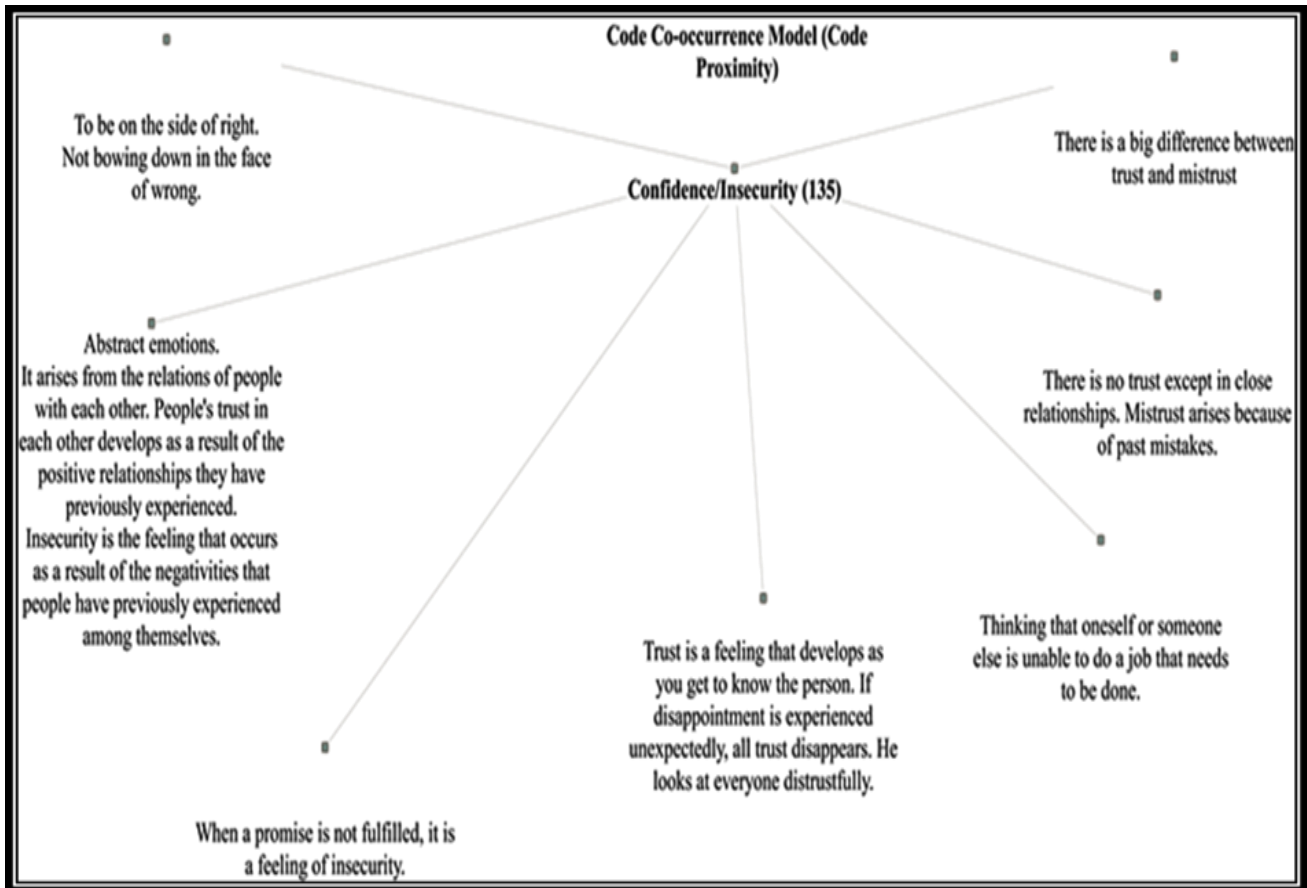 Code Co-occurrence Model (Code
Proximity)
To be on the side of right.
Not bowing down in the face
of wrong.
There is a big difference between
trust and mistrust
Confidence/Insecurity (135)
Abstract emotions.
It arises from the relations of people
with each other. People's trust in
each other develops as a result of the
positive relationships they have
previously experienced.
Insecurity is the feeling that occurs
as a result of the negativities that
people have previously experienced
among themselves.
There is no trust except in close
relationships. Mistrust arises because
of past mistakes.
Thinking that oneself or someone
else is unable to do a job that needs
to be done.
Trust is a feeling that develops as
you get to know the person. If
disappointment is experienced
unexpectedly, all trust disappears. He
looks at everyone distrustfully.
When a promise is not fulfilled, it is
a feeling of insecurity.